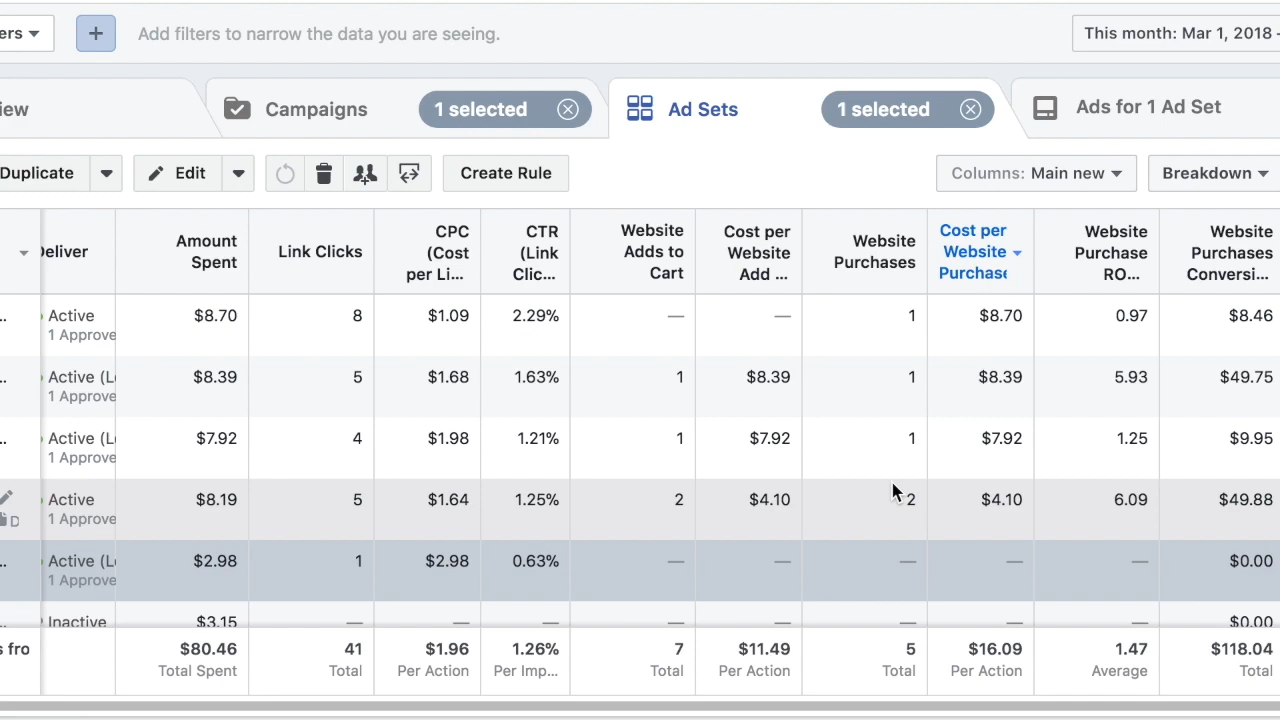 ers
+
Add filters to narrow the data you are seeing.
This month: Mar 1, 2018 -
iew
Campaigns
1 selected
Ad Sets
1 selected
Ads for 1 Ad Set
Duplicate
Edit
Create Rule
Columns: Main new
Breakdown
Deliver
Amount
Spent
Link Clicks
CPC
(Cost
per Li...
CTR
(Link
Clic...
Website
Adds to
Cart
Cost per
Website
Add ...
Website
Purchases
Cost per
Website
Purchase
Website
Purchase
RO...
Website
Purchases
Conversi...
.. Active $8.70 8 $1.09 2.29% — — 1 $8.70 0.97 $8.46
1 Approve
.. Active (Le $8.39 5 $1.68 1.63% 1 $8.39 1 $8.39 5.93 $49.75
1 Approve
.. Active (Le $7.92 4 $1.98 1.21% 1 $7.92 1 $7.92 1.25 $9.95
1 Approve
Active $8.19 5 $1.64 1.25% 2 $4.10 2 $4.10 6.09 $49.88
D 1 Approve
.. Active (Le $2.98 1 $2.98 0.63% — — — — — $0.00
1 Approve
.. Inactive $3.15 — — — — — — — — $0.00
s fro $80.46 41 $1.96 1.26% 7 $11.49 5 $16.09 1.47 $118.04
Total Spent Total Per Action Per Imp... Total Per Action Total Per Action Average Total